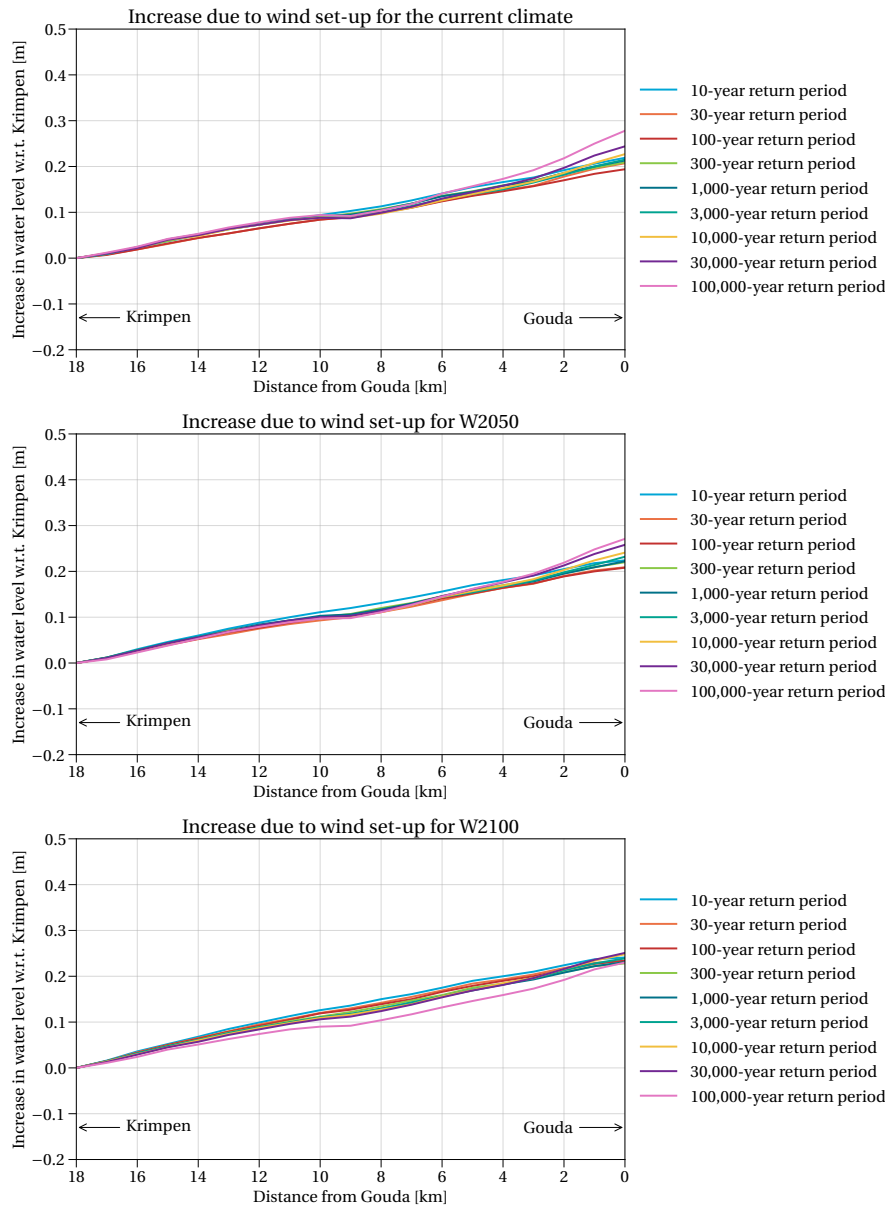 Increase due to wind set-up for the current climate
Increase in water level w.r.t. Krimpen [m]
0.5
0.4
0.3
0.2
0.1
0.0
−0.1
−0.2
Krimpen
Gouda
18 16 14 12 10 8 6 4 2 0
Distance from Gouda [km]
10-year return period
30-year return period
100-year return period
300-year return period
1,000-year return period
3,000-year return period
10,000-year return period
30,000-year return period
100,000-year return period
Increase due to wind set-up for W2050
Increase in water level w.r.t. Krimpen [m]
0.5
0.4
0.3
0.2
0.1
0.0
−0.1
−0.2
Krimpen
Gouda
18 16 14 12 10 8 6 4 2 0
Distance from Gouda [km]
10-year return period
30-year return period
100-year return period
300-year return period
1,000-year return period
3,000-year return period
10,000-year return period
30,000-year return period
100,000-year return period
Increase due to wind set-up for W2100
Increase in water level w.r.t. Krimpen [m]
0.5
0.4
0.3
0.2
0.1
0.0
−0.1
−0.2
Krimpen
Gouda
18 16 14 12 10 8 6 4 2 0
Distance from Gouda [km]
10-year return period
30-year return period
100-year return period
300-year return period
1,000-year return period
3,000-year return period
10,000-year return period
30,000-year return period
100,000-year return period